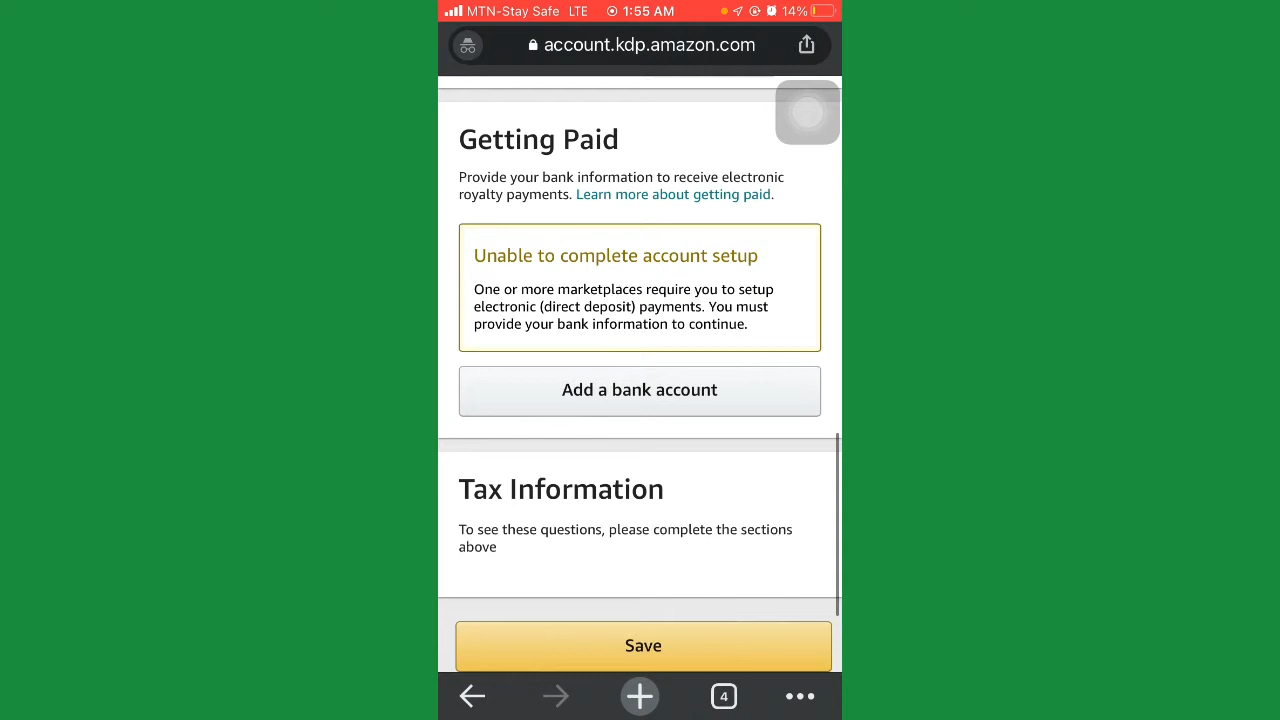 MTN-Stay Safe LTE 1:55 AM 14%
account.kdp.amazon.com
Getting Paid
Provide your bank information to receive electronic
royalty payments. Learn more about getting paid.
Unable to complete account setup
One or more marketplaces require you to setup
electronic (direct deposit) payments. You must
provide your bank information to continue.
Add a bank account
Tax Information
To see these questions, please complete the sections
above
Save
4